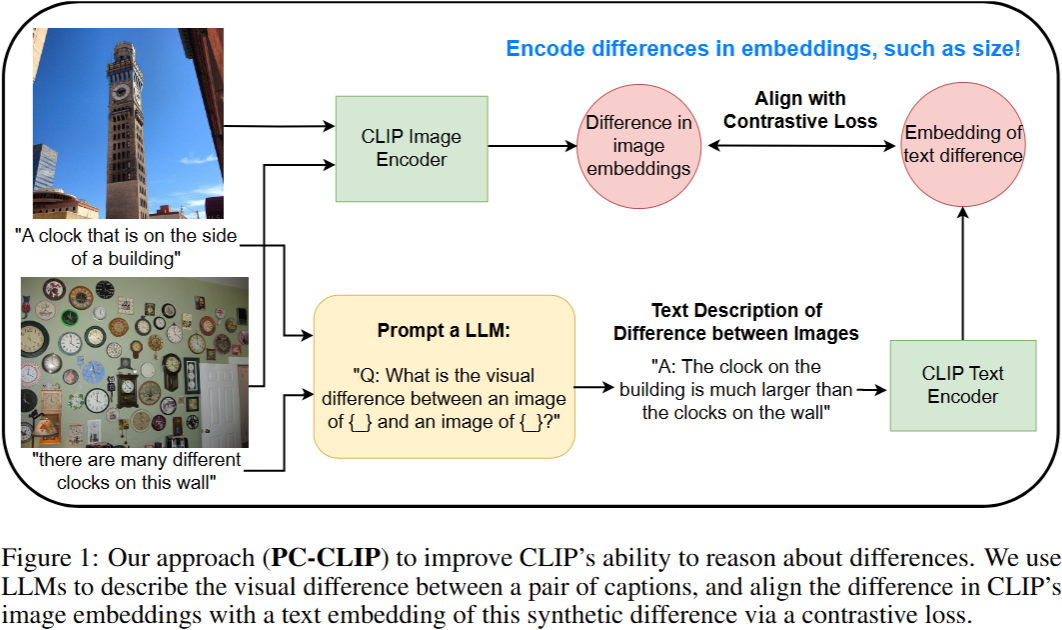 Encode differences in embeddings, such as size!
CLIP Image
Encoder
Difference in
image
embeddings
Align with
Contrastive Loss
Embedding of
text difference
"A clock that is on the side
of a building"
Prompt a LLM:
"Q: What is the visual
difference between an image
of {_} and an image of {_}?"
Text Description of
Difference between Images
"A: The clock on the
building is much larger than
the clocks on the wall"
CLIP Text
Encoder
"there are many different
clocks on this wall"
Figure 1: Our approach (PC-CLIP) to improve CLIP's ability to reason about differences. We use
LLMs to describe the visual difference between a pair of captions, and align the difference in CLIP's
image embeddings with a text embedding of this synthetic difference via a contrastive loss.